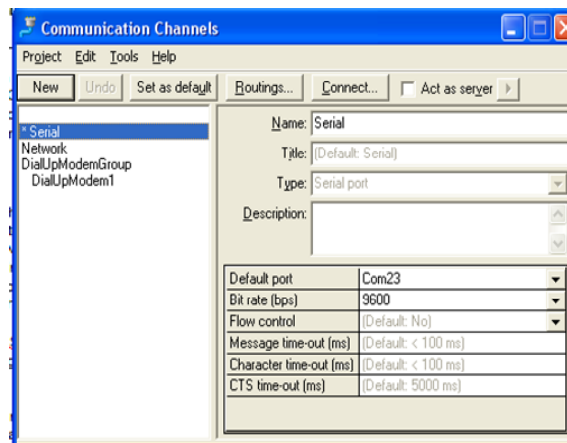 Communication Channels
Project Edit Tools Help
New Undo Set as default Routings... Connect... Act as server
* Serial
Network
DialUpModemGroup
DialUpModem1
Name: Serial
Title: (Default: Serial)
Type: Serial port
Description:
Default port Com23
Bit rate (bps) 9600
Flow control (Default: No)
Message time-out (ms) (Default: < 100 ms)
Character time-out (ms) (Default: < 100 ms)
CTS time-out (ms) (Default: 5000 ms)